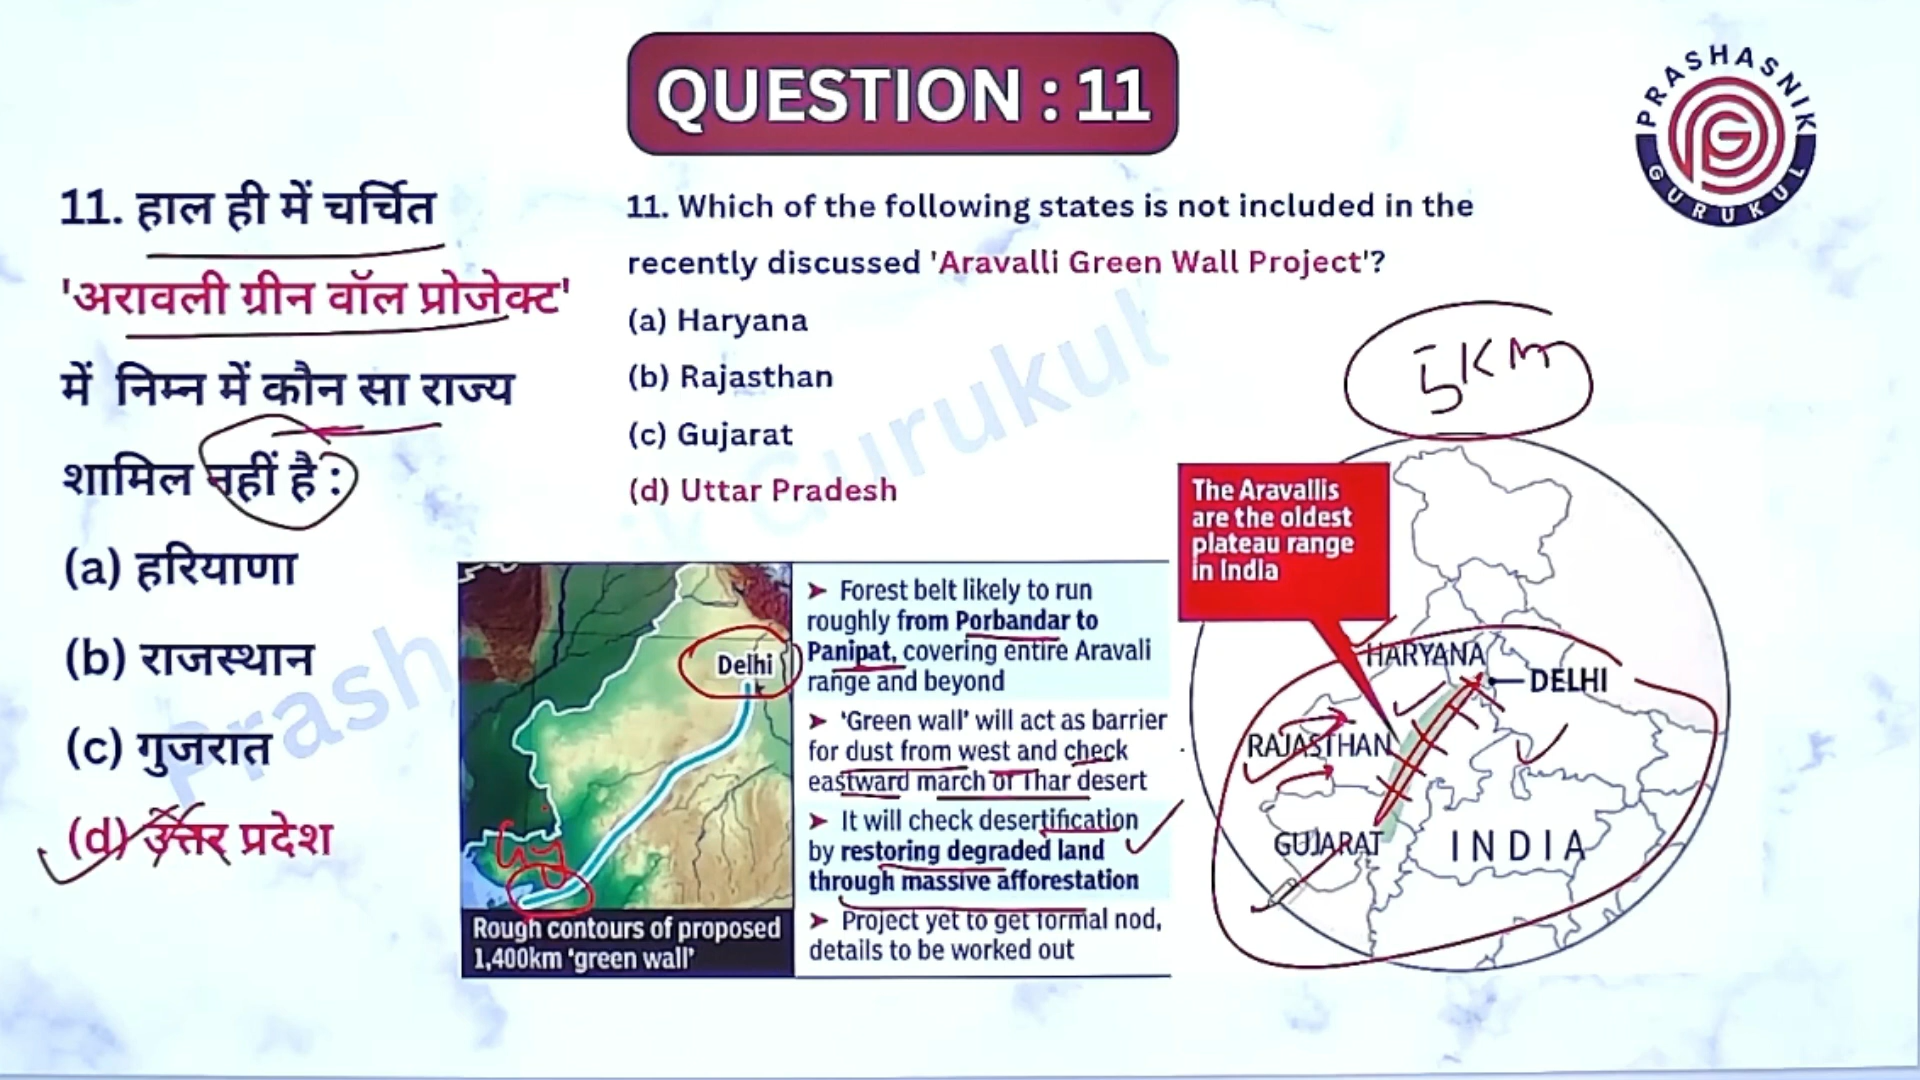 QUESTION : 11
PRASHASNIK
GURUKUL
11. हाल ही में चर्चित
'अरावली ग्रीन वॉल प्रोजेक्ट'
में निम्न में कौन सा राज्य
शामिल नहीं है :
(a) हरियाणा
(b) राजस्थान
(c) गुजरात
(d) उत्तर प्रदेश
11. Which of the following states is not included in the
recently discussed 'Aravalli Green Wall Project'?
(a) Haryana
(b) Rajasthan
(c) Gujarat
(d) Uttar Pradesh
Prashasnik Gurukul
Delhi
Rough contours of proposed
1,400km 'green wall'
➤ Forest belt likely to run
roughly from Porbandar to
Panipat, covering entire Aravali
range and beyond
➤ 'Green wall' will act as barrier
for dust from west and check
eastward march of Thar desert
➤ It will check desertification
by restoring degraded land
through massive afforestation
➤ Project yet to get formal nod,
details to be worked out
5KM
The Aravallis
are the oldest
plateau range
in India
HARYANA
DELHI
RAJASTHAN
GUJARAT
INDIA